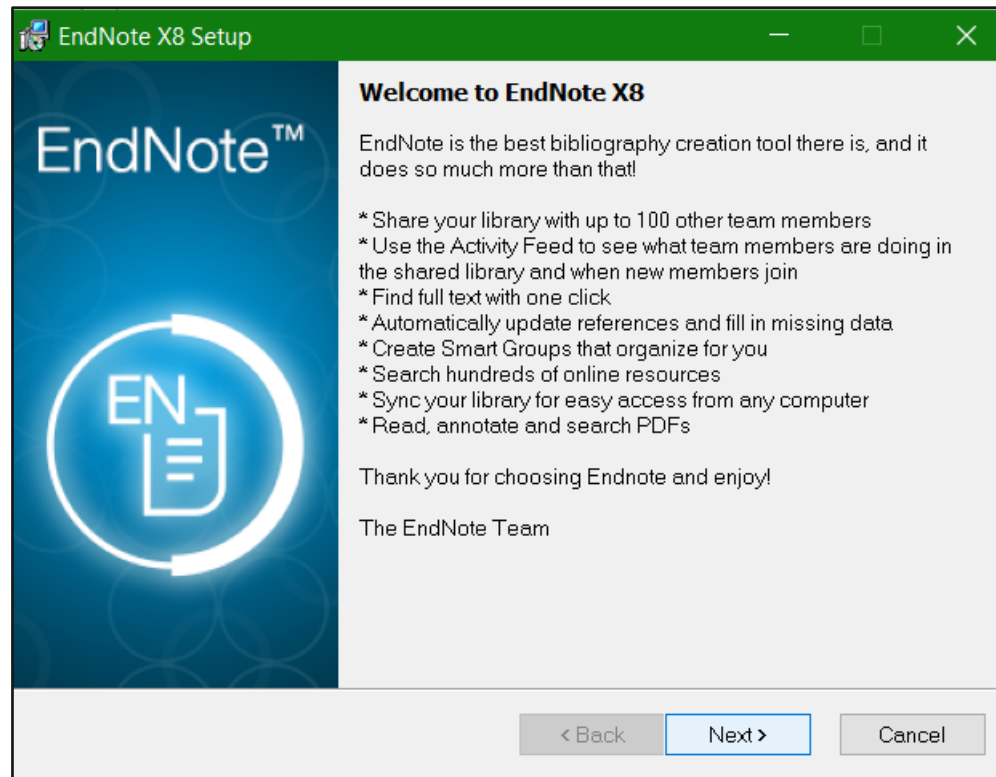 EndNote X8 Setup
EndNote™
EN
Welcome to EndNote X8
EndNote is the best bibliography creation tool there is, and it
does so much more than that!
* Share your library with up to 100 other team members
* Use the Activity Feed to see what team members are doing in
the shared library and when new members join
* Find full text with one click
* Automatically update references and fill in missing data
* Create Smart Groups that organize for you
* Search hundreds of online resources
* Sync your library for easy access from any computer
* Read, annotate and search PDFs
Thank you for choosing Endnote and enjoy!
The EndNote Team
< Back
Next >
Cancel